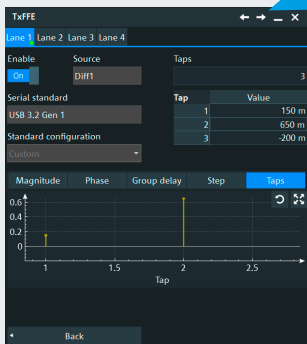 TxFFE
Lane 1 Lane 2 Lane 3 Lane 4
Enable Source Taps
On Diff1 3
Serial standard Tap Value
USB 3.2 Gen 1 1 150 m
2 650 m
Standard configuration 3 -200 m
Custom
Magnitude Phase Group delay Step Taps
0.6
0.4
0.2
0
1 1.5 2 2.5
Tap
Back